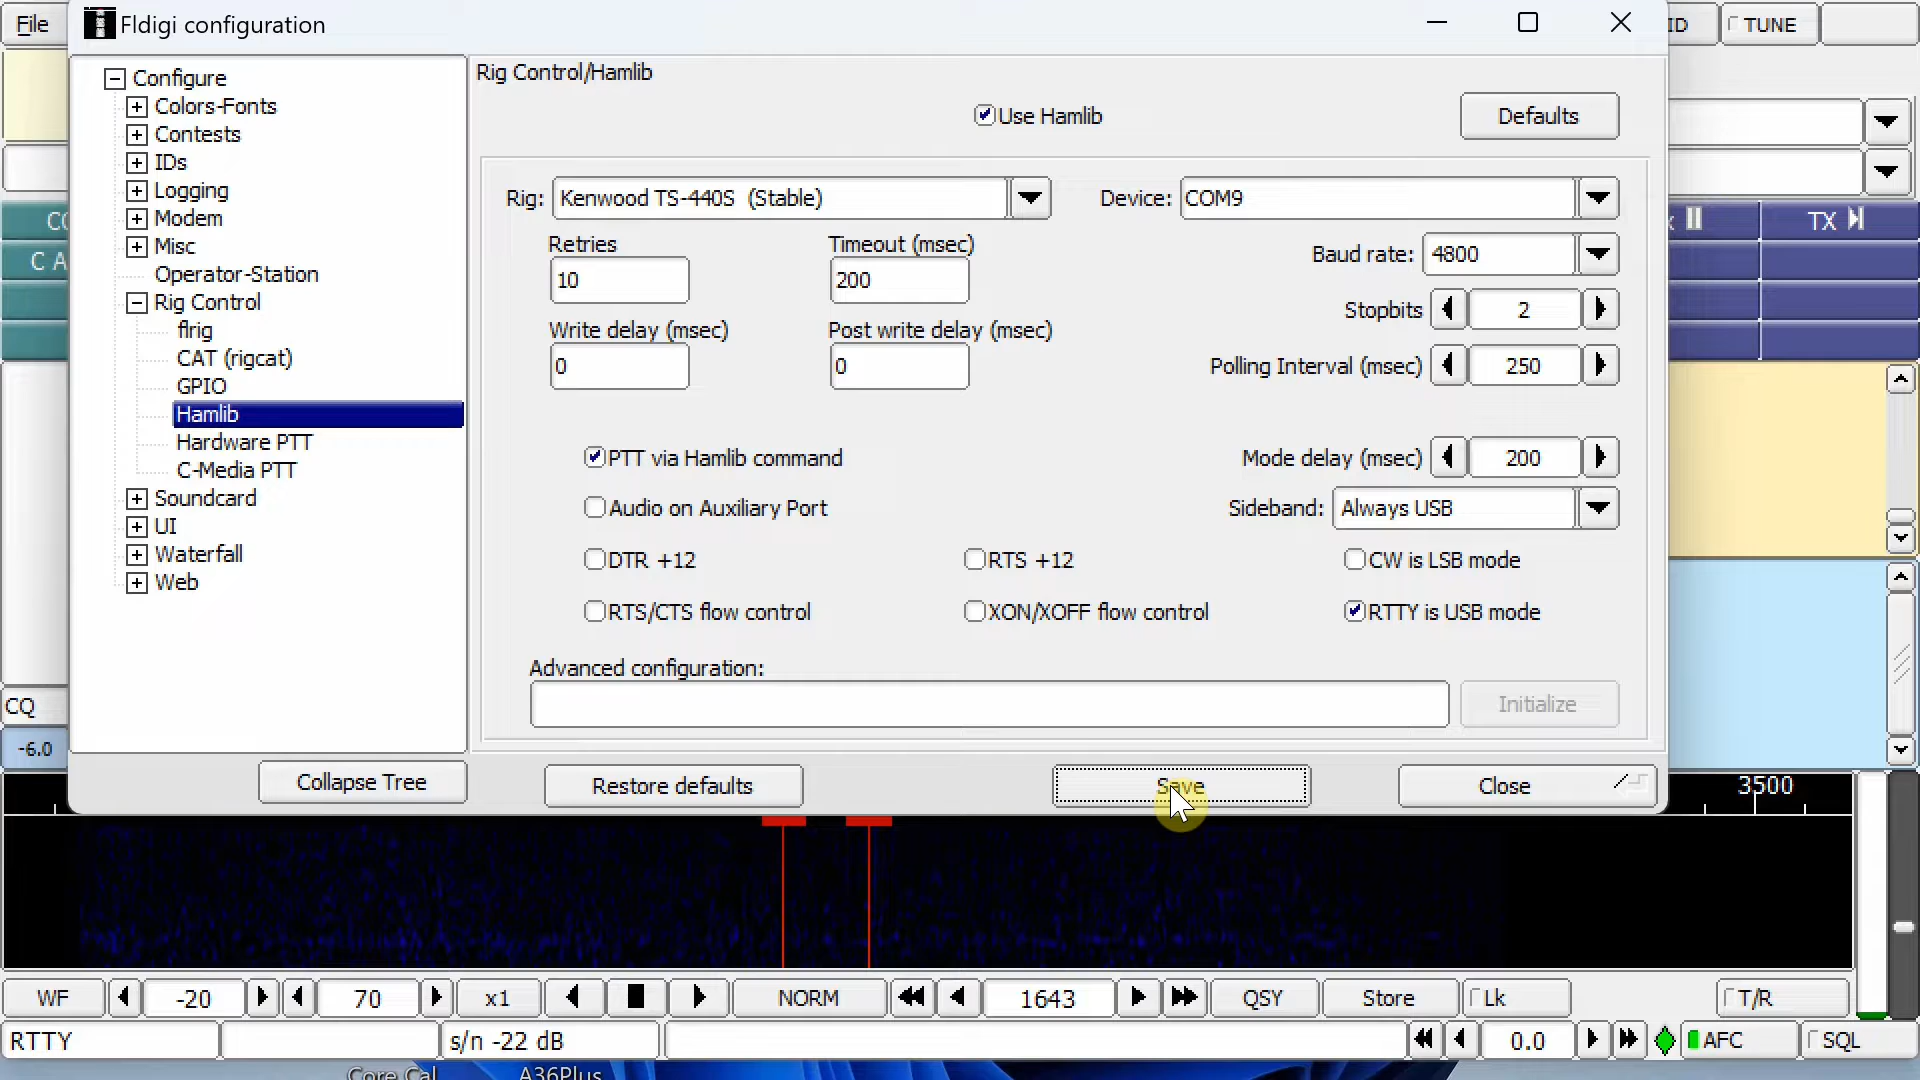 File
Fldigi configuration
ID
TUNE
Configure
Colors-Fonts
Contests
IDs
Logging
Modem
Misc
Operator-Station
Rig Control
flrig
CAT (rigcat)
GPIO
Hamlib
Hardware PTT
C-Media PTT
Soundcard
UI
Waterfall
Web
Rig Control/Hamlib
Use Hamlib
Defaults
Rig: Kenwood TS-440S (Stable)
Device: COM9
Retries
Timeout (msec)
10
200
Baud rate: 4800
Stopbits 2
Write delay (msec)
Post write delay (msec)
0
0
Polling Interval (msec) 250
PTT via Hamlib command
Mode delay (msec) 200
Audio on Auxiliary Port
Sideband: Always USB
DTR +12
RTS +12
CW is LSB mode
RTS/CTS flow control
XON/XOFF flow control
RTTY is USB mode
Advanced configuration:
Initialize
Collapse Tree
Restore defaults
Save
Close
TX
C A
CQ
-6.0
3500
WF
-20
70
x1
NORM
1643
QSY
Store
Lk
T/R
RTTY
s/n -22 dB
0.0
AFC
SQL
Core Cal
A36Plus